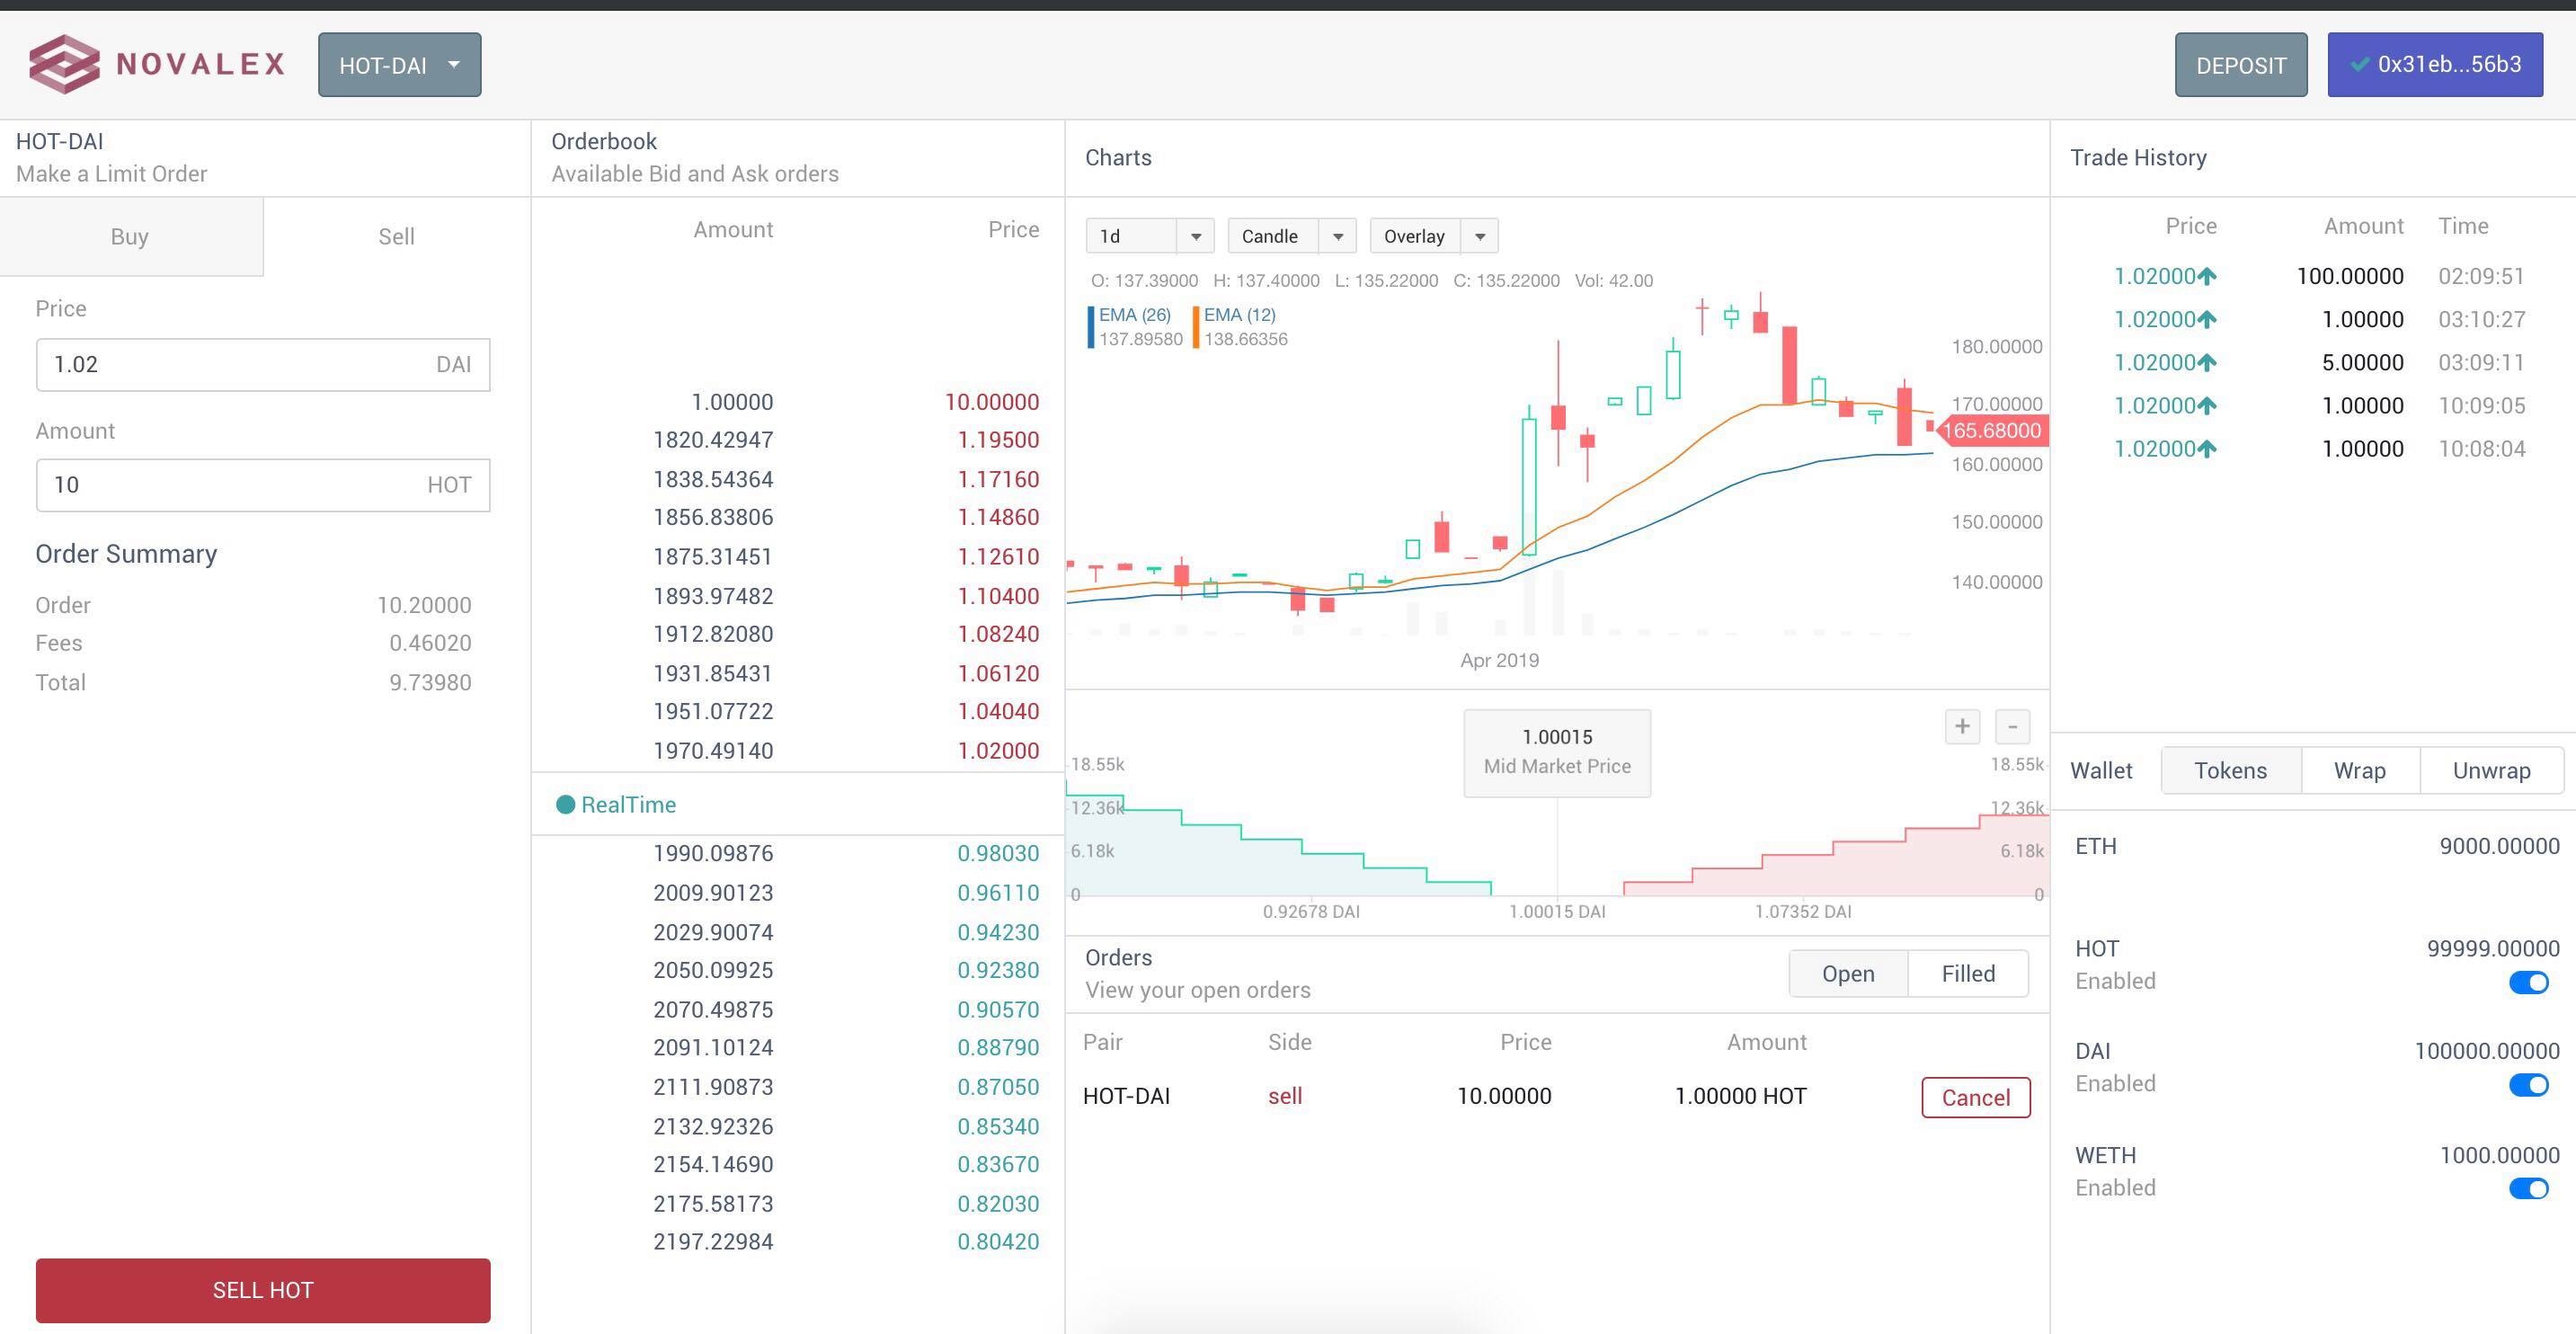 NOVALEX
HOT-DAI
DEPOSIT
0x31eb...56b3
HOT-DAI
Make a Limit Order
Buy
Sell
Price
1.02 DAI
Amount
10 HOT
Order Summary
Order 10.20000
Fees 0.46020
Total 9.73980
SELL HOT
Orderbook
Available Bid and Ask orders
Amount Price
1.00000 10.00000
1820.42947 1.19500
1838.54364 1.17160
1856.83806 1.14860
1875.31451 1.12610
1893.97482 1.10400
1912.82080 1.08240
1931.85431 1.06120
1951.07722 1.04040
1970.49140 1.02000
RealTime
1990.09876 0.98030
2009.90123 0.96110
2029.90074 0.94230
2050.09925 0.92380
2070.49875 0.90570
2091.10124 0.88790
2111.90873 0.87050
2132.92326 0.85340
2154.14690 0.83670
2175.58173 0.82030
2197.22984 0.80420
Charts
1d Candle Overlay
O: 137.39000 H: 137.40000 L: 135.22000 C: 135.22000 Vol: 42.00
EMA (26) EMA (12)
137.89580 138.66356
180.00000
170.00000
165.68000
160.00000
150.00000
140.00000
Apr 2019
1.00015
Mid Market Price
+ -
18.55k 18.55k
12.36k 12.36k
6.18k 6.18k
0 0
0.92678 DAI 1.00015 DAI 1.07352 DAI
Orders
View your open orders
Open Filled
Pair Side Price Amount
HOT-DAI sell 10.00000 1.00000 HOT Cancel
Trade History
Price Amount Time
1.02000 100.00000 02:09:51
1.02000 1.00000 03:10:27
1.02000 5.00000 03:09:11
1.02000 1.00000 10:09:05
1.02000 1.00000 10:08:04
Wallet Tokens Wrap Unwrap
ETH 9000.00000
HOT 99999.00000
Enabled
DAI 100000.00000
Enabled
WETH 1000.00000
Enabled